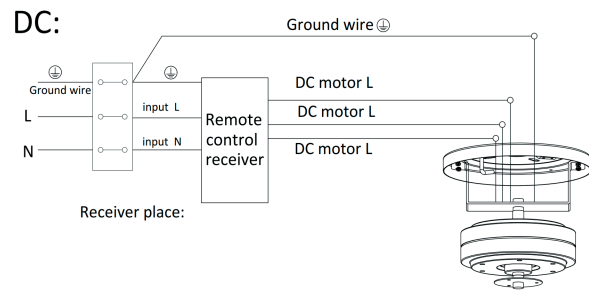 DC:
Ground wire
Ground wire
DC motor L
L
input L
DC motor L
Remote
control
receiver
N
input N
DC motor L
Receiver place: